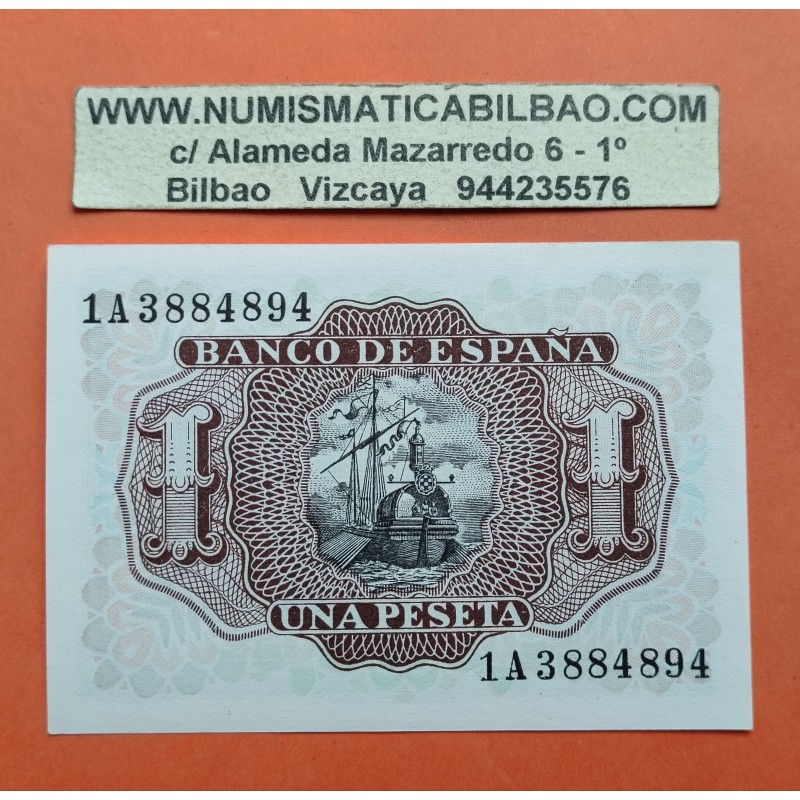 WWW.NUMISMATICABILBAO.COM
c/ Alameda Mazarredo 6 - 1º
Bilbao Vizcaya 944235576
1A3884894
BANCO DE ESPAÑA
1 1
UNA PESETA
1A3884894